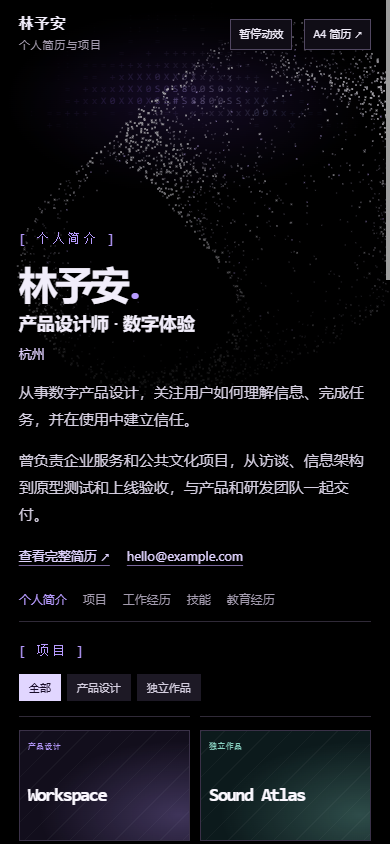 林予安
个人简历与项目
暂停动效
A4 简历 ↗
[ 个人简介 ]
林予安.
产品设计师 · 数字体验
杭州
从事数字产品设计，关注用户如何理解信息、完成任
务，并在使用中建立信任。
曾负责企业服务和公共文化项目，从访谈、信息架构
到原型测试和上线验收，与产品和研发团队一起交
付。
查看完整简历 ↗ hello@example.com
个人简介 项目 工作经历 技能 教育经历
[ 项目 ]
全部 产品设计 独立作品
产品设计
Workspace
独立作品
Sound Atlas